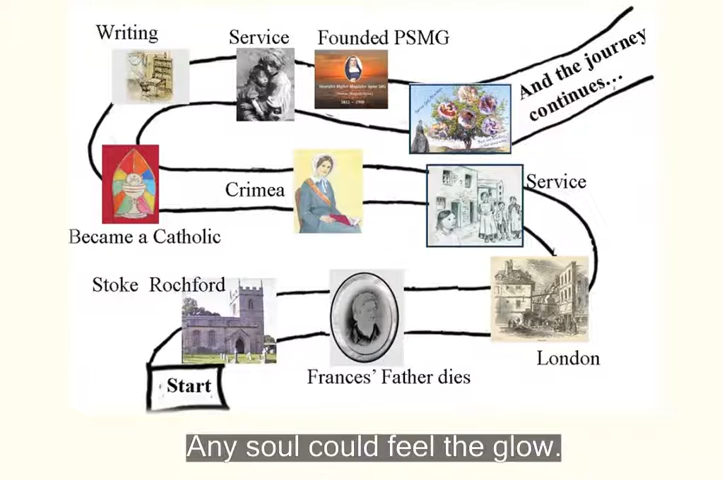 Writing
Service
Founded PSMG
And the journey
continues...
Became a Catholic
Crimea
Service
Stoke Rochford
Frances' Father dies
London
Start
Any soul could feel the glow.